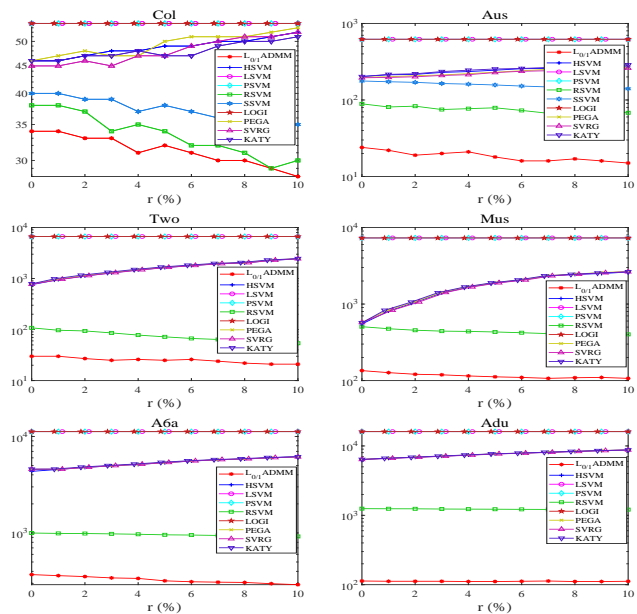 Col
50
45
40
35
30
0 2 4 6 8 10
r (%)
L0/1ADMM
HSVM
LSVM
PSVM
RSVM
SSVM
LOGI
PEGA
SVRG
KATY
Aus
10^3
10^2
10^1
0 2 4 6 8 10
r (%)
L0/1ADMM
HSVM
LSVM
PSVM
RSVM
SSVM
LOGI
PEGA
SVRG
KATY
Two
10^4
10^3
10^2
10^1
0 2 4 6 8 10
r (%)
L0/1ADMM
HSVM
LSVM
PSVM
RSVM
LOGI
PEGA
SVRG
KATY
Mus
10^4
10^3
10^2
0 2 4 6 8 10
r (%)
L0/1ADMM
HSVM
LSVM
PSVM
RSVM
LOGI
PEGA
SVRG
KATY
A6a
10^4
10^3
0 2 4 6 8 10
r (%)
L0/1ADMM
HSVM
LSVM
PSVM
RSVM
LOGI
PEGA
SVRG
KATY
Adu
10^4
10^3
10^2
0 2 4 6 8 10
r (%)
L0/1ADMM
HSVM
LSVM
PSVM
RSVM
LOGI
PEGA
SVRG
KATY